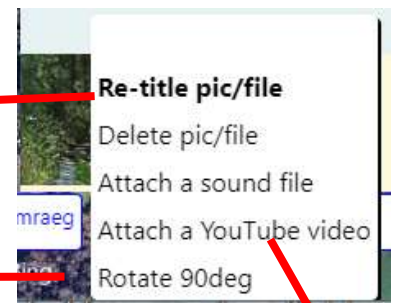 Re-title pic/file
Delete pic/file
Attach a sound file
mraeg
Attach a YouTube video
Rotate 90deg